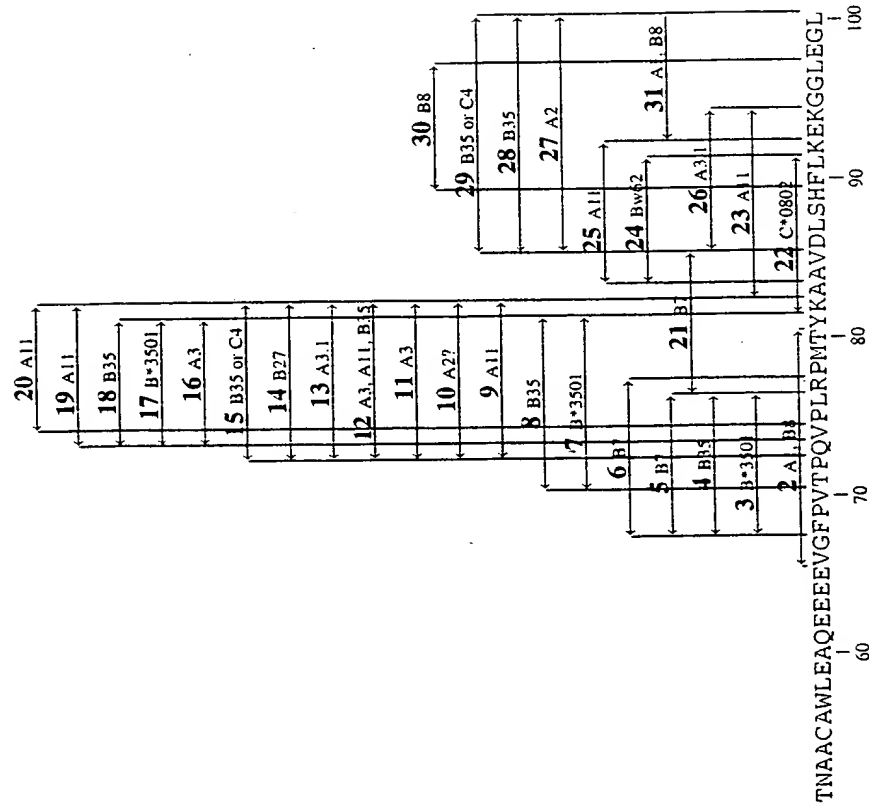 20 A11
19 A11
18 B35
17 B*3501
16 A3
15 B35 or C4
14 B27
13 A3.1
12 A3, A11, B35
11 A3
10 A2?
9 A11
8 B35
7 B*3501
6 B7
5 B7
4 B35
3 B*3501
2 A1, B8
30 B8
29 B35 or C4
28 B35
27 A2
31 A1, B8
25 A11
24 Bw62
26 A3.1
23 A11
22 C*0802
21 B7
TNAACAWLEAQEEEEVGFPVTPQVPLRPMTYKAAVDLSHFLKEKGGLEGL
60 70 80 90 100